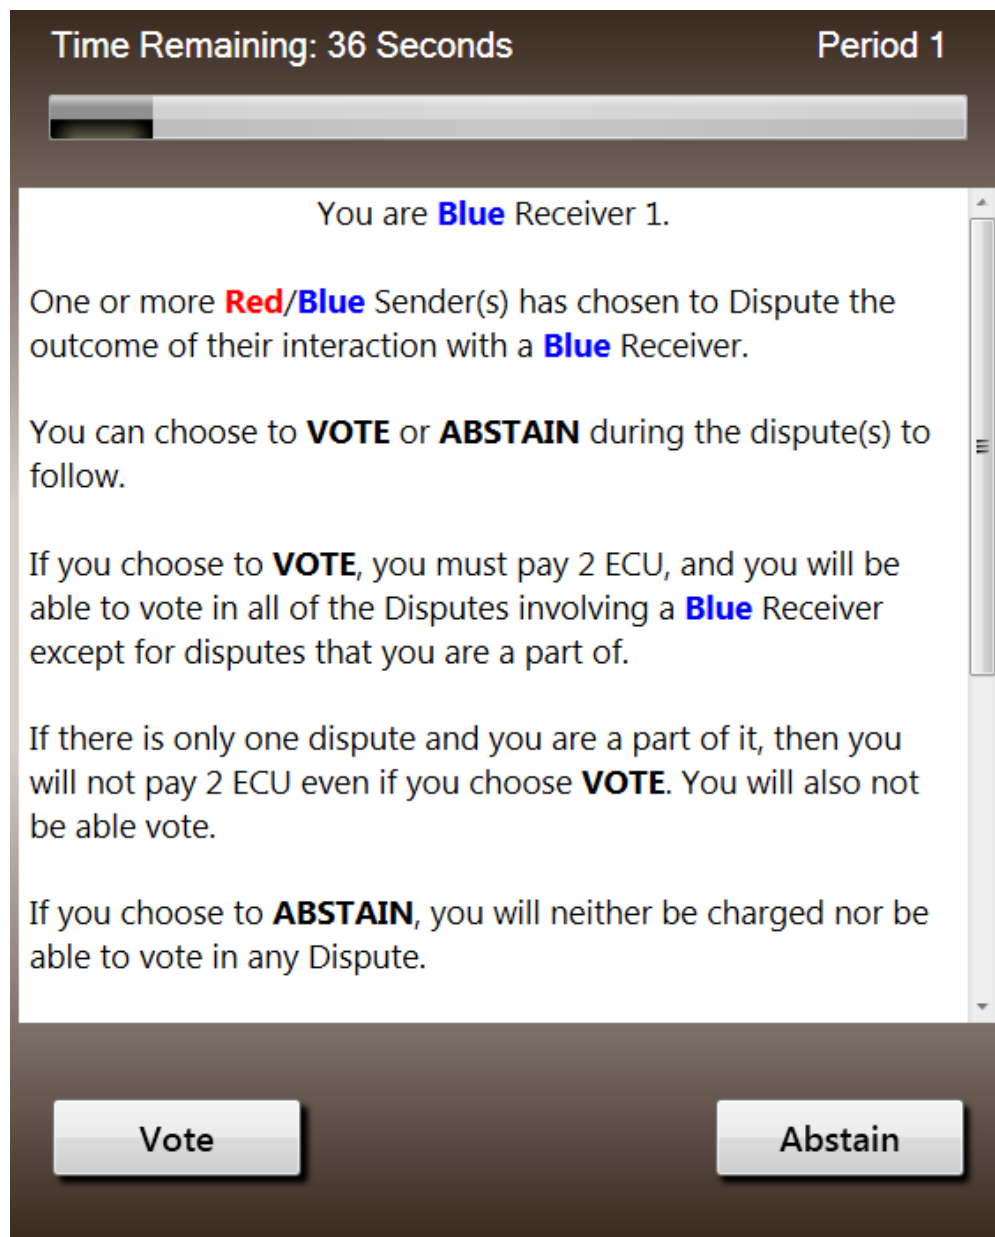 Time Remaining: 36 Seconds Period 1
You are Blue Receiver 1.
One or more Red/Blue Sender(s) has chosen to Dispute the
outcome of their interaction with a Blue Receiver.
You can choose to VOTE or ABSTAIN during the dispute(s) to
follow.
If you choose to VOTE, you must pay 2 ECU, and you will be
able to vote in all of the Disputes involving a Blue Receiver
except for disputes that you are a part of.
If there is only one dispute and you are a part of it, then you
will not pay 2 ECU even if you choose VOTE. You will also not
be able vote.
If you choose to ABSTAIN, you will neither be charged nor be
able to vote in any Dispute.
Vote Abstain